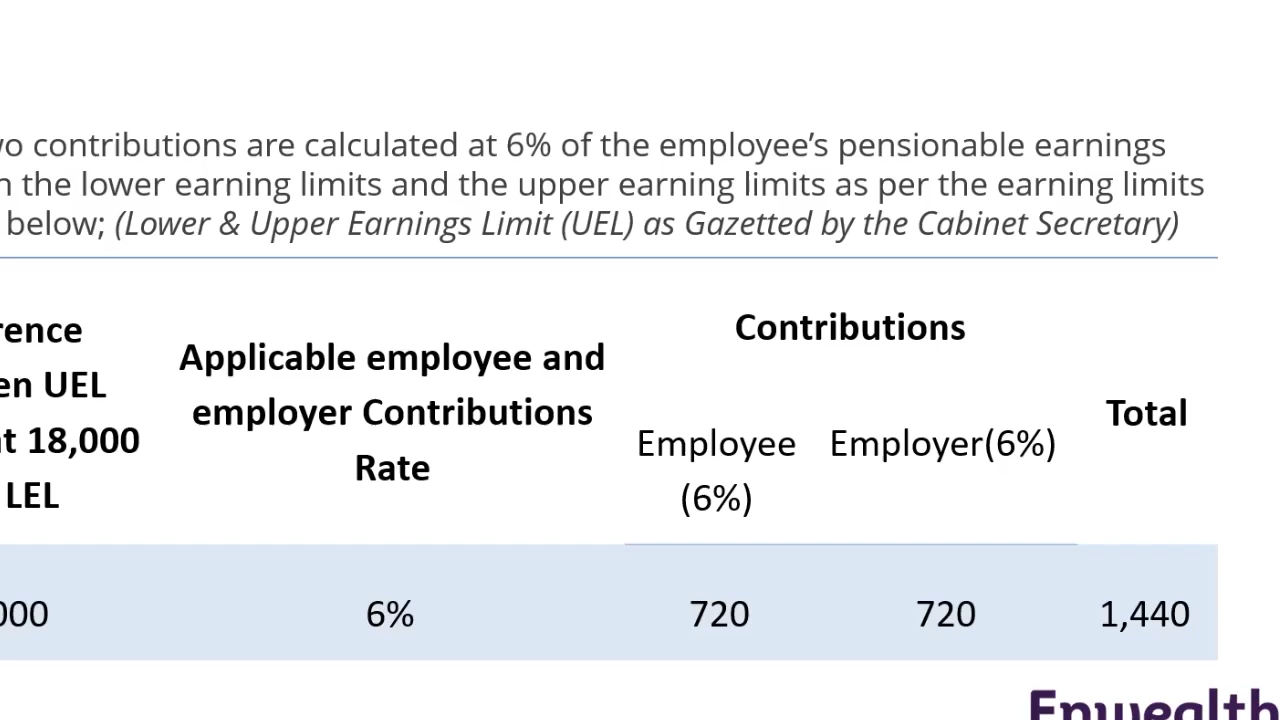 wo contributions are calculated at 6% of the employee’s pensionable earnings
n the lower earning limits and the upper earning limits as per the earning limits
below; (Lower & Upper Earnings Limit (UEL) as Gazetted by the Cabinet Secretary)
rence
en UEL
at 18,000
LEL
Applicable employee and
employer Contributions
Rate
Contributions
Employee
(6%)
Employer(6%)
Total
000
6%
720
720
1,440
Enwealth